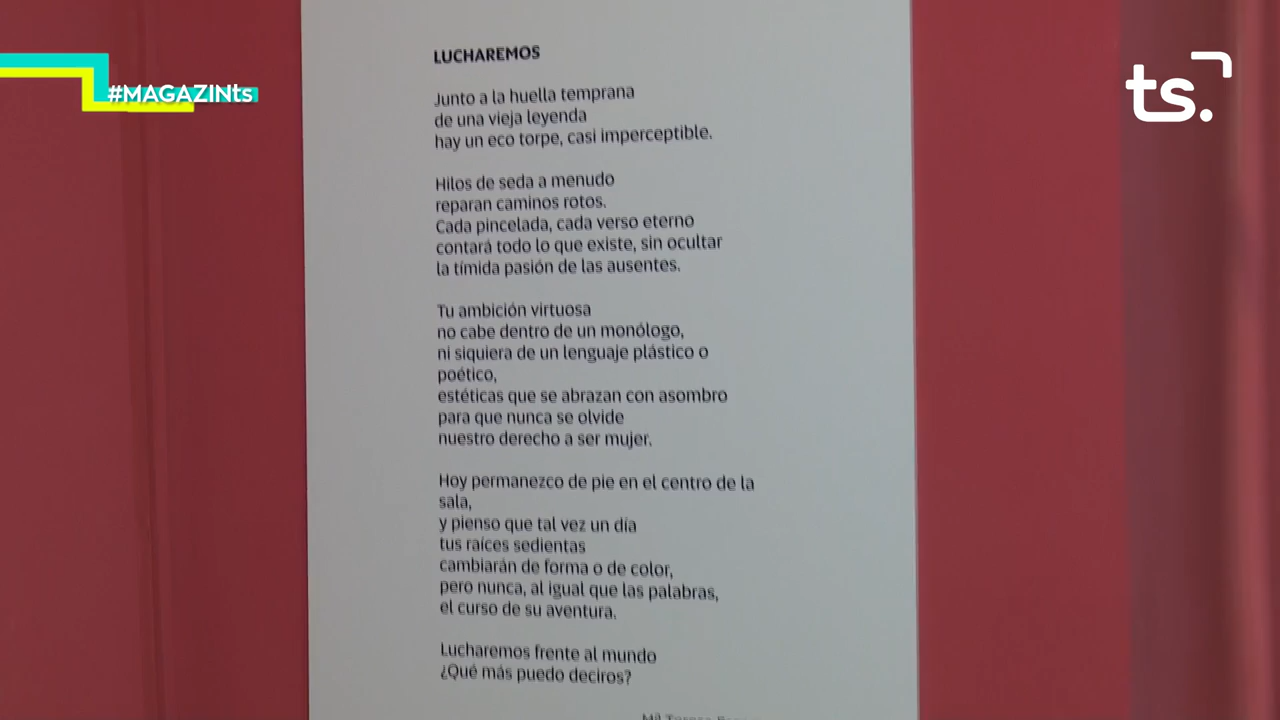 #MAGAZINts
ts.
LUCHAREMOS
Junto a la huella temprana
de una vieja leyenda
hay un eco torpe, casi imperceptible.
Hilos de seda a menudo
reparan caminos rotos.
Cada pincelada, cada verso eterno
contará todo lo que existe, sin ocultar
la tímida pasión de las ausentes.
Tu ambición virtuosa
no cabe dentro de un monólogo,
ni siquiera de un lenguaje plástico o
poético,
estéticas que se abrazan con asombro
para que nunca se olvide
nuestro derecho a ser mujer.
Hoy permanezco de pie en el centro de la
sala,
y pienso que tal vez un día
tus raíces sedientas
cambiarán de forma o de color,
pero nunca, al igual que las palabras,
el curso de su aventura.
Lucharemos frente al mundo
¿Qué más puedo deciros?